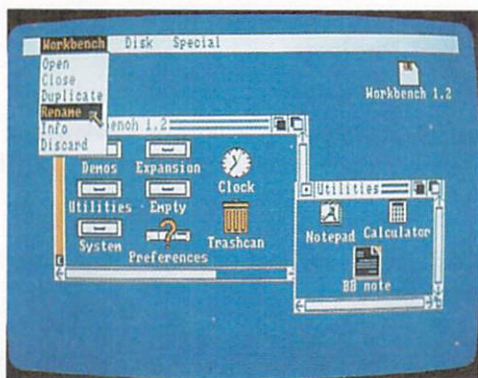 Workbench Disk Special
Open
Close
Duplicate
Rename
Info
Discard
Workbench 1.2
ench 1.2
Demos Expansion
Clock
Utilities Empty
System
Preferences
Trashcan
Utilities
Notepad Calculator
BB note